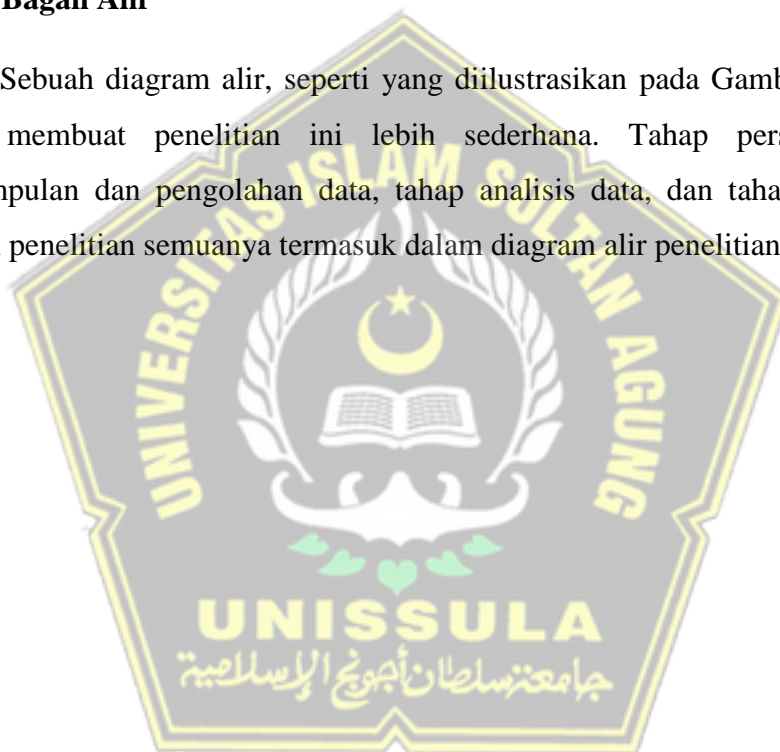 Bagan Alir
Sebuah diagram alir, seperti yang diilustrasikan pada Gamb
membuat penelitian ini lebih sederhana. Tahap pers
mpulan dan pengolahan data, tahap analisis data, dan taha
penelitian semuanya termasuk dalam diagram alir penelitian
UNIVERSITAS ISLAM SULTAN AGUNG
UNISSULA
جامعتسلطان أجونج الإسلامية